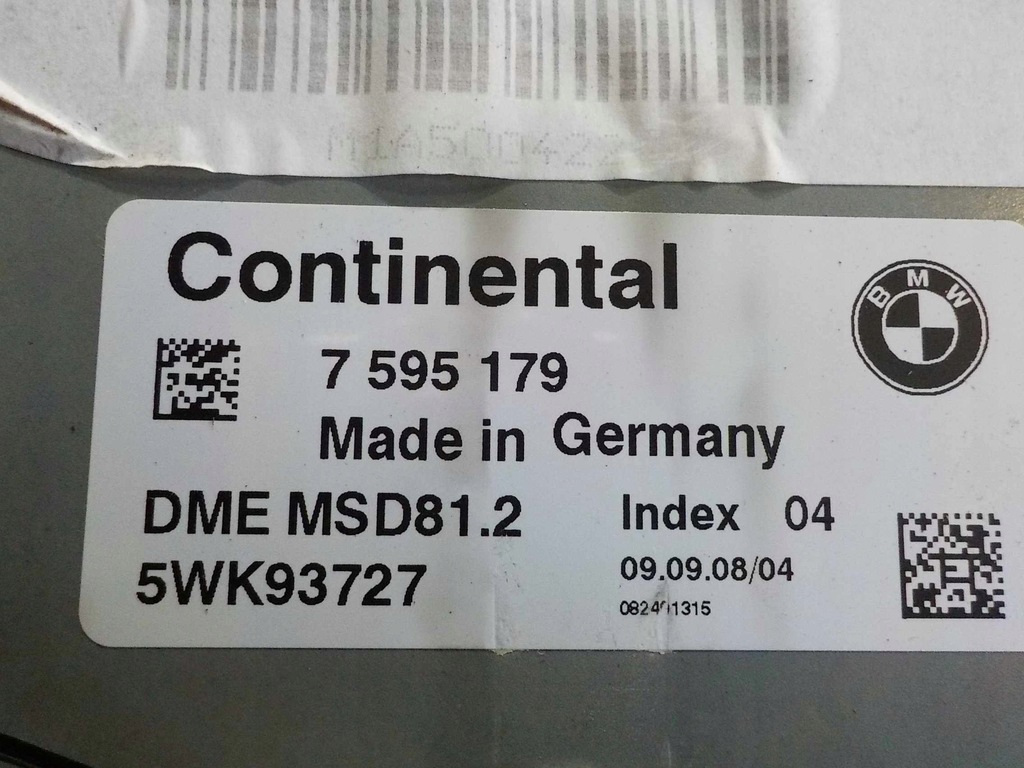 Continental
BMW
7 595 179
Made in Germany
DME MSD81.2 Index 04
5WK93727 09.09.08/04